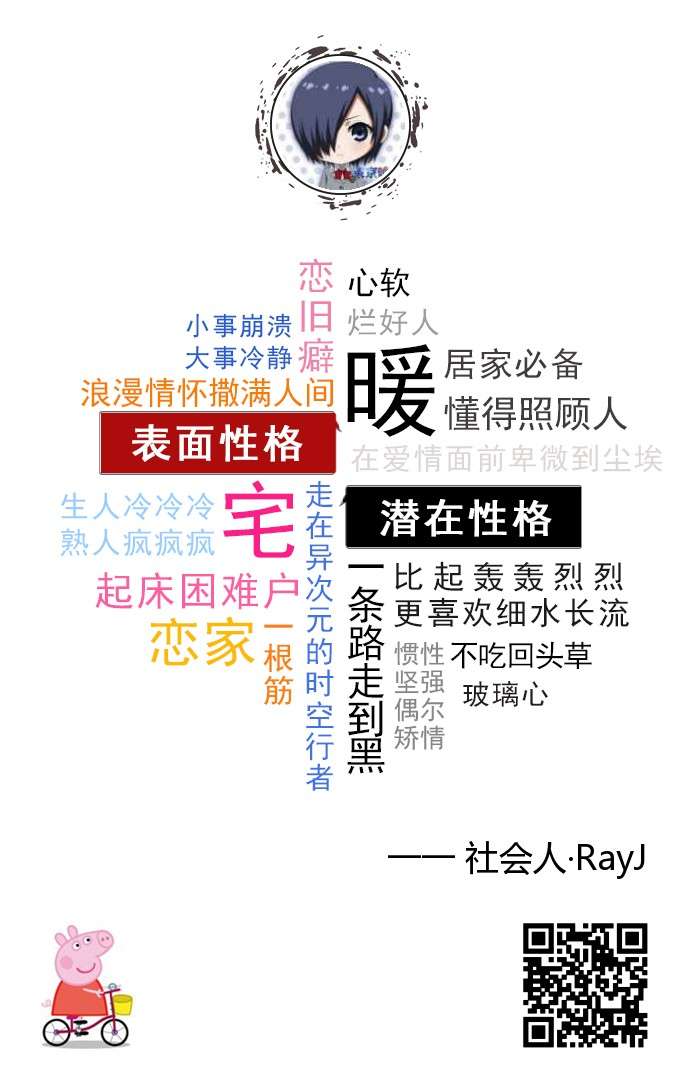 东京
恋旧癖
小事崩溃
大事冷静
浪漫情怀撒满人间
表面性格
生人冷冷冷
熟人疯疯疯
宅
起床困难户
恋家
一根筋
走在异次元的时空行者
心软
烂好人
暖
居家必备
懂得照顾人
在爱情面前卑微到尘埃
潜在性格
一条路走到黑
比起轰轰烈烈
更喜欢细水长流
惯性
坚强
偶尔
矫情
不吃回头草
玻璃心
—— 社会人·RayJ